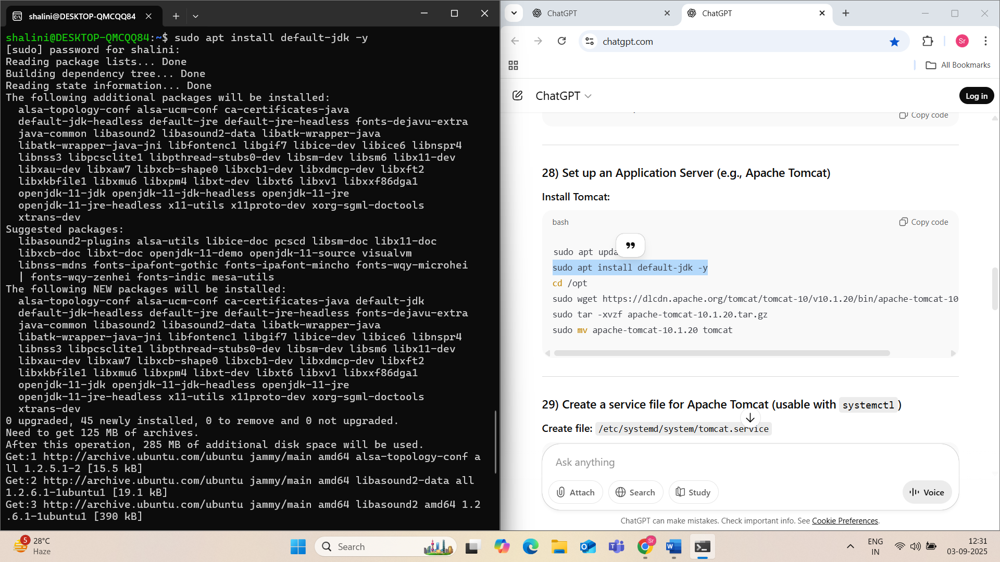 shalini@DESKTOP-QMCQQ84
shalini@DESKTOP-QMCQQ84:~$ sudo apt install default-jdk -y
[sudo] password for shalini:
Reading package lists... Done
Building dependency tree... Done
Reading state information... Done
The following additional packages will be installed:
alsa-topology-conf alsa-ucm-conf ca-certificates-java
default-jdk-headless default-jre default-jre-headless fonts-dejavu-extra
java-common libasound2 libasound2-data libatk-wrapper-java
libatk-wrapper-java-jni libfontenc1 libgif7 libice-dev libice6 libnspr4
libnss3 libpcsclite1 libpthread-stubs0-dev libsm-dev libsm6 libx11-dev
libxau-dev libxaw7 libxcb-shape0 libxcb1-dev libxdmcp-dev libxft2
libxkbfile1 libxmu6 libxpm4 libxt-dev libxt6 libxv1 libxxf86dga1
openjdk-11-jdk openjdk-11-jdk-headless openjdk-11-jre
openjdk-11-jre-headless x11-utils x11proto-dev xorg-sgml-doctools
xtrans-dev
Suggested packages:
libasound2-plugins alsa-utils libice-doc pcscd libsm-doc libx11-doc
libxcb-doc libxt-doc openjdk-11-demo openjdk-11-source visualvm
libnss-mdns fonts-ipafont-gothic fonts-ipafont-mincho fonts-wqy-microhei
| fonts-wqy-zenhei fonts-indic mesa-utils
The following NEW packages will be installed:
alsa-topology-conf alsa-ucm-conf ca-certificates-java default-jdk
default-jdk-headless default-jre default-jre-headless fonts-dejavu-extra
java-common libasound2 libasound2-data libatk-wrapper-java
libatk-wrapper-java-jni libfontenc1 libgif7 libice-dev libice6 libnspr4
libnss3 libpcsclite1 libpthread-stubs0-dev libsm-dev libsm6 libx11-dev
libxau-dev libxaw7 libxcb-shape0 libxcb1-dev libxdmcp-dev libxft2
libxkbfile1 libxmu6 libxpm4 libxt-dev libxt6 libxv1 libxxf86dga1
openjdk-11-jdk openjdk-11-jdk-headless openjdk-11-jre
openjdk-11-jre-headless x11-utils x11proto-dev xorg-sgml-doctools
xtrans-dev
0 upgraded, 45 newly installed, 0 to remove and 0 not upgraded.
Need to get 125 MB of archives.
After this operation, 285 MB of additional disk space will be used.
Get:1 http://archive.ubuntu.com/ubuntu jammy/main amd64 alsa-topology-conf a
ll 1.2.5.1-2 [15.5 kB]
Get:2 http://archive.ubuntu.com/ubuntu jammy/main amd64 libasound2-data all
1.2.6.1-1ubuntu1 [19.1 kB]
Get:3 http://archive.ubuntu.com/ubuntu jammy/main amd64 libasound2 amd64 1.2
.6.1-1ubuntu1 [390 kB]
ChatGPT
ChatGPT
chatgpt.com
Sr
All Bookmarks
ChatGPT
Log in
Copy code
28) Set up an Application Server (e.g., Apache Tomcat)
Install Tomcat:
bash
Copy code
sudo apt upda
sudo apt install default-jdk -y
cd /opt
sudo wget https://dlcdn.apache.org/tomcat/tomcat-10/v10.1.20/bin/apache-tomcat-10
sudo tar -xvzf apache-tomcat-10.1.20.tar.gz
sudo mv apache-tomcat-10.1.20 tomcat
29) Create a service file for Apache Tomcat (usable with systemctl)
Create file: /etc/systemd/system/tomcat.service
Ask anything
Attach
Search
Study
Voice
ChatGPT can make mistakes. Check important info. See Cookie Preferences.
5
28°C
Haze
Search
Sr
ENG
IN
12:31
03-09-2025